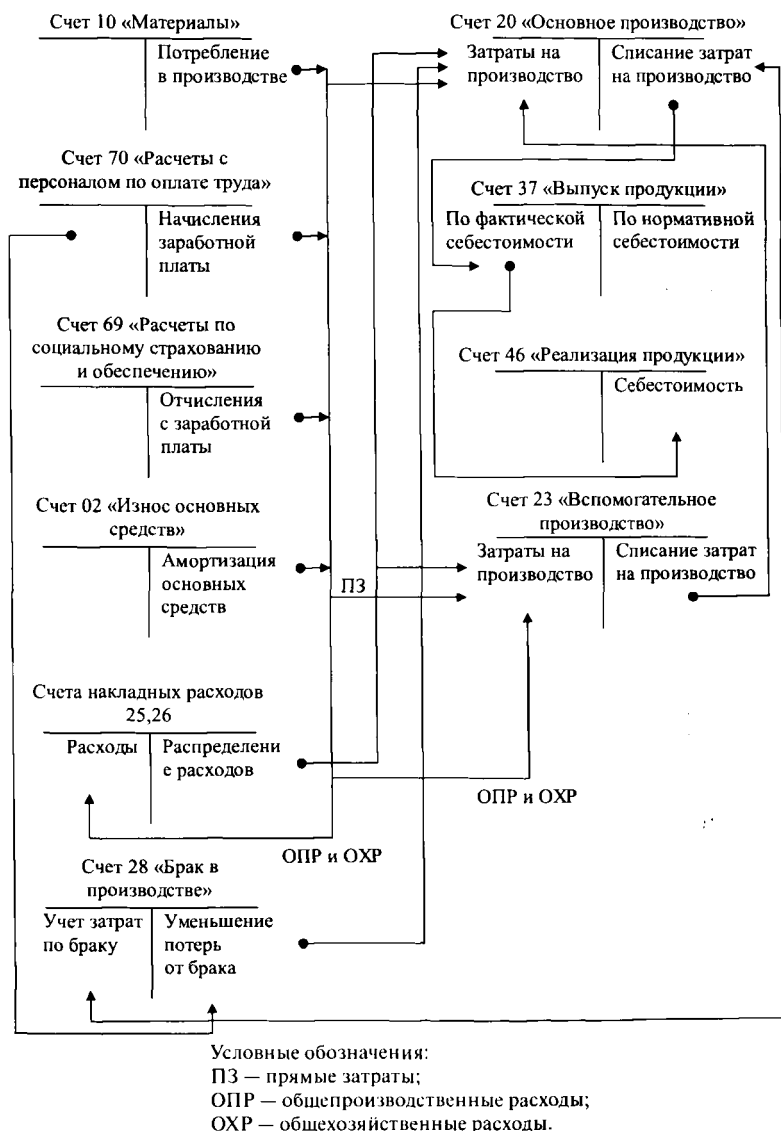 Счет 10 «Материалы»
Потребление
в производстве
Счет 70 «Расчеты с
персоналом по оплате труда»
Начисления
заработной
платы
Счет 69 «Расчеты по
социальному страхованию
и обеспечению»
Отчисления
с заработной
платы
Счет 02 «Износ основных
средств»
Амортизация
основных
средств
ПЗ
Счета накладных расходов
25,26
Расходы
Распределени
е расходов
ОПР и ОХР
Счет 28 «Брак в
производстве»
Учет затрат
по браку
Уменьшение
потерь
от брака
Счет 20 «Основное производство»
Затраты на
производство
Списание затрат
на производство
Счет 37 «Выпуск продукции»
По фактической
себестоимости
По нормативной
себестоимости
Счет 46 «Реализация продукции»
Себестоимость
Счет 23 «Вспомогательное
производство»
Затраты на
производство
Списание затрат
на производство
ОПР и ОХР
Условные обозначения:
ПЗ — прямые затраты;
ОПР — общепроизводственные расходы;
ОХР — общехозяйственные расходы.